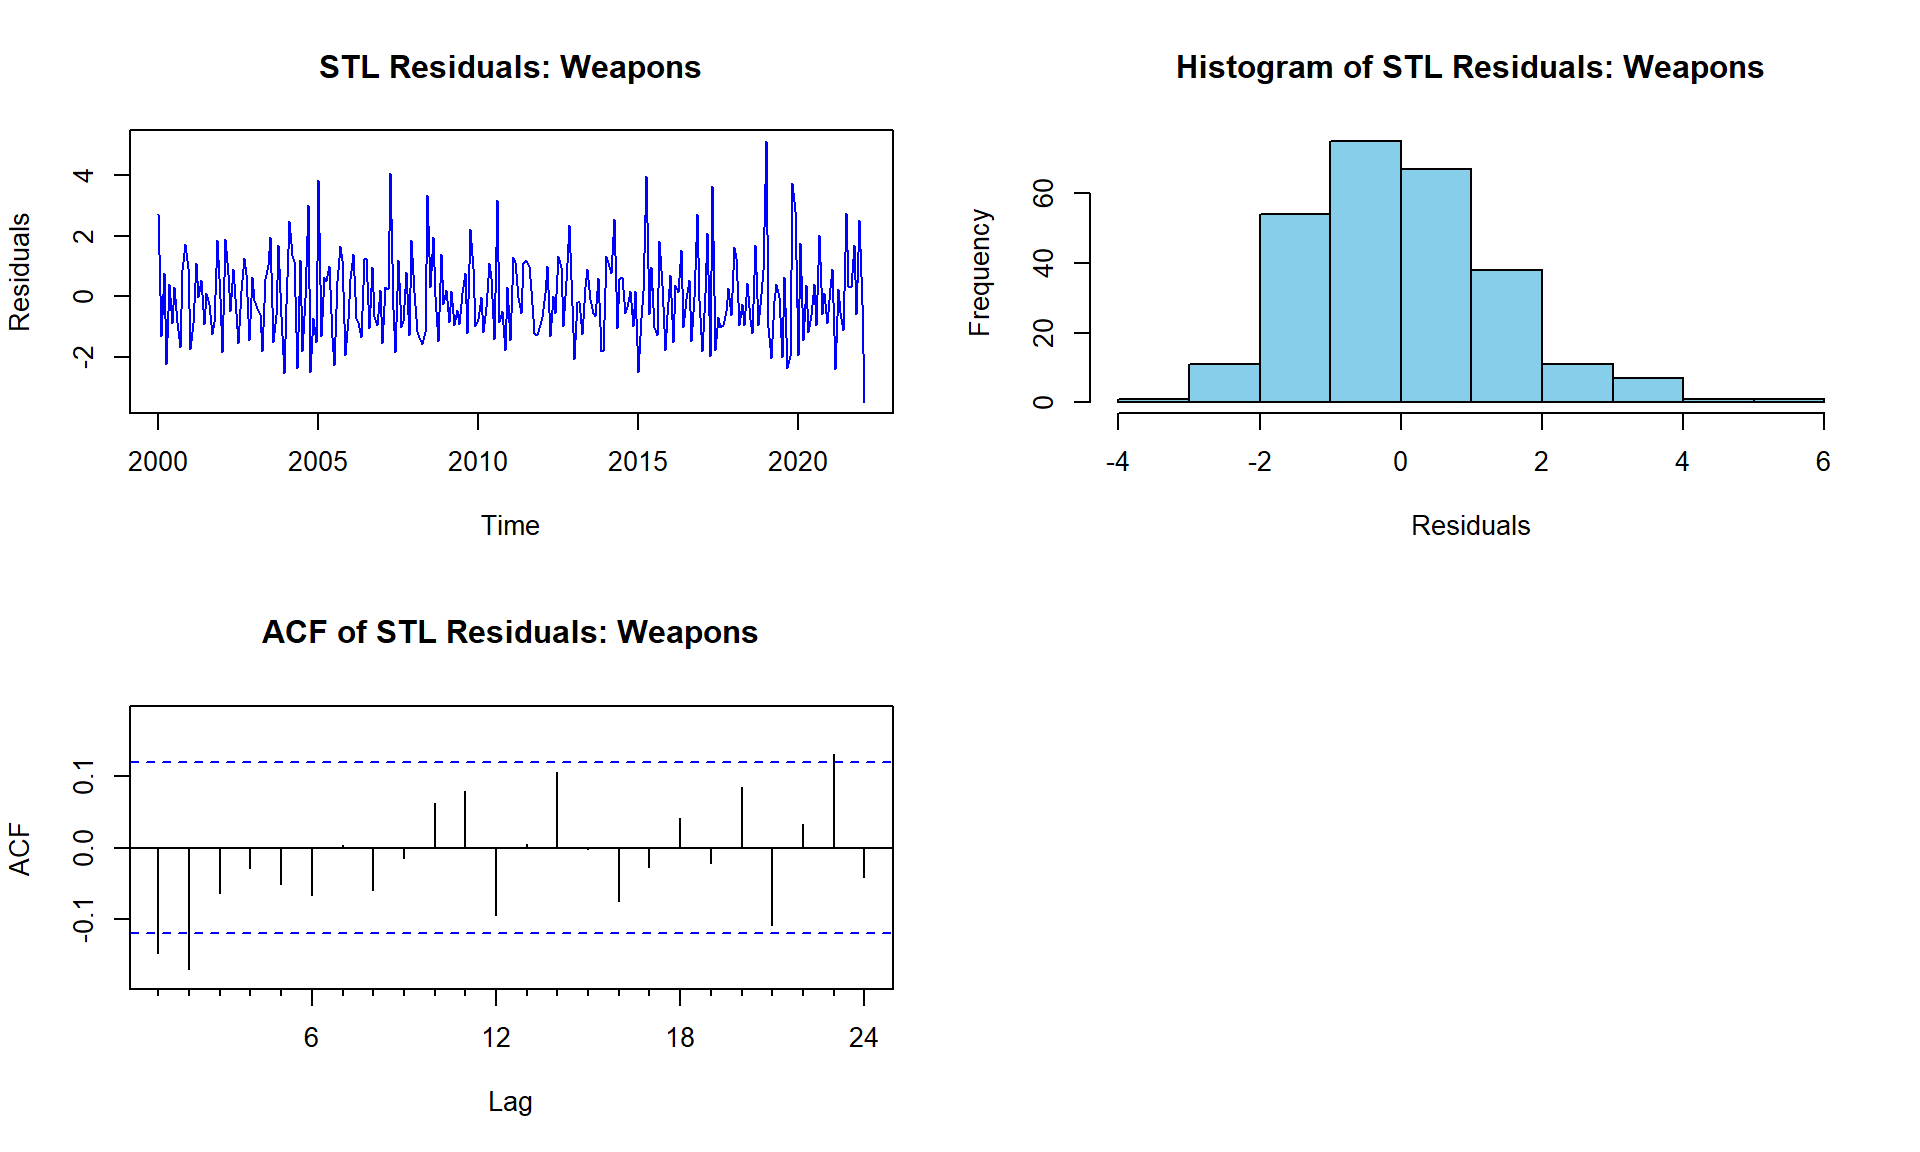 STL Residuals: Weapons
Residuals
4
2
0
-2
2000 2005 2010 2015 2020
Time
Histogram of STL Residuals: Weapons
Frequency
60
40
20
0
-4 -2 0 2 4 6
Residuals
ACF of STL Residuals: Weapons
ACF
0.1
0.0
-0.1
6 12 18 24
Lag